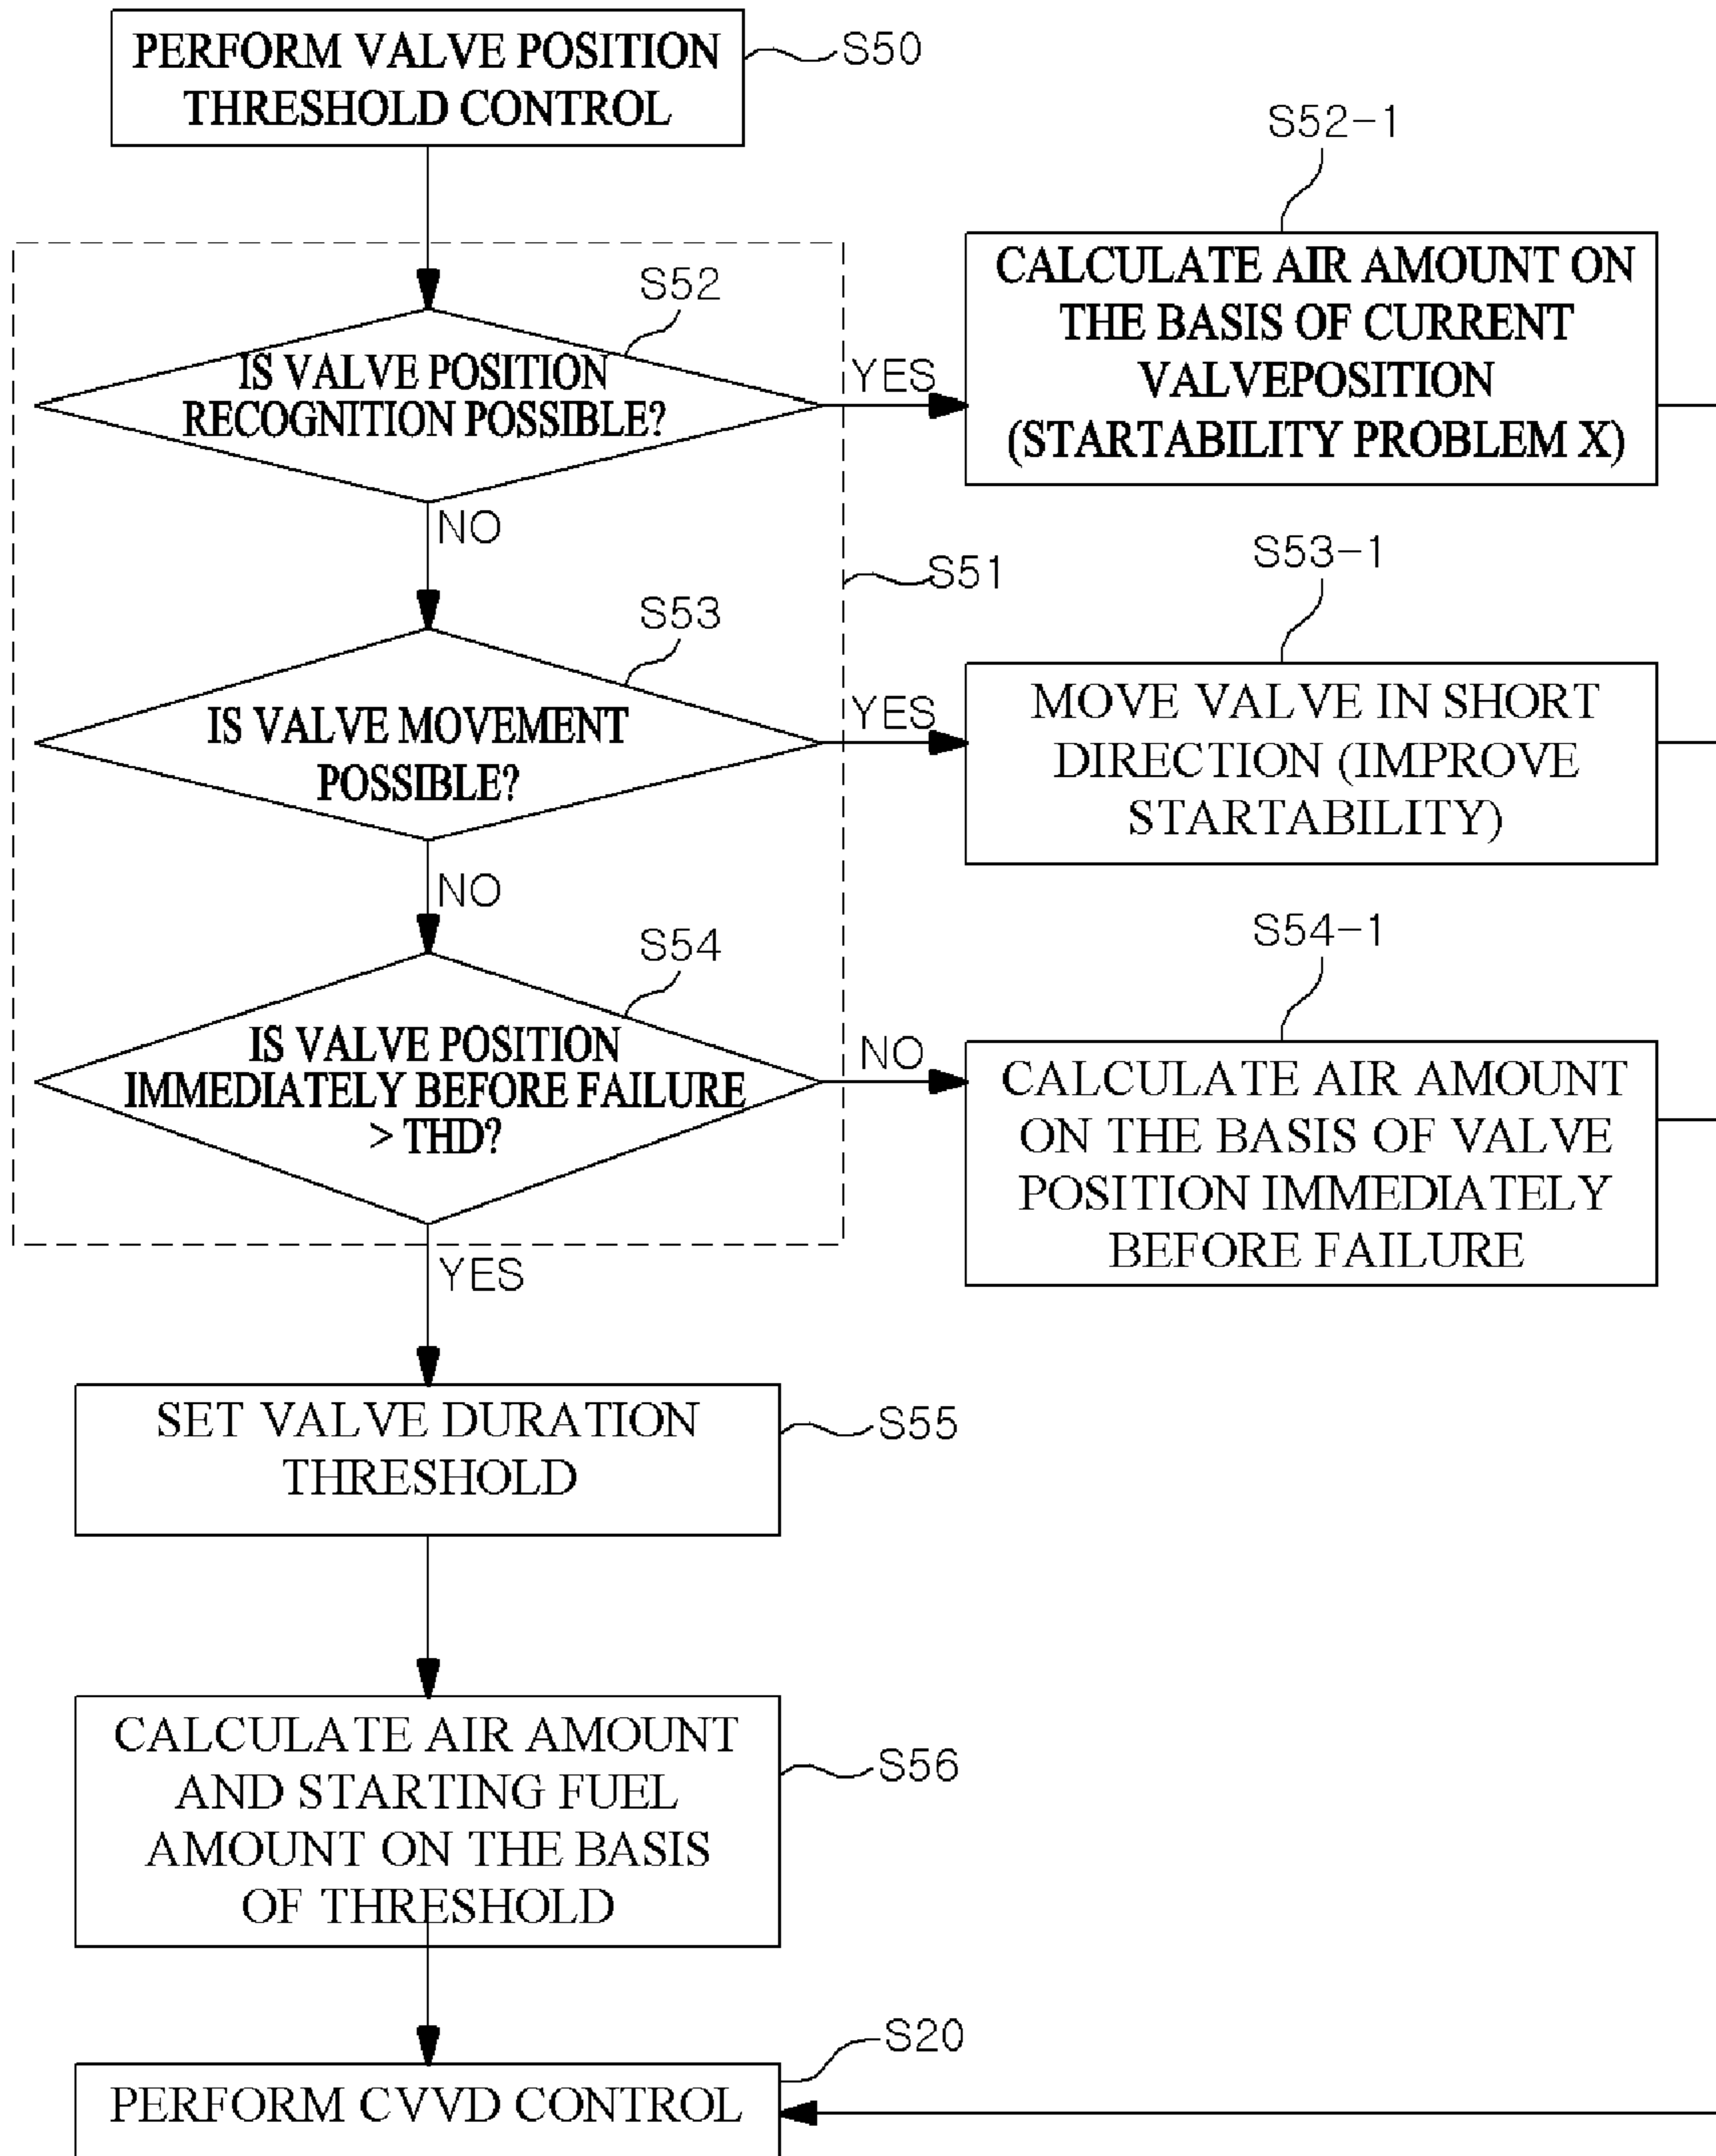 PERFORM VALVE POSITION
THRESHOLD CONTROL
S50
S52-1
CALCULATE AIR AMOUNT ON
THE BASIS OF CURRENT
VALVEPOSITION
(STARTABILITY PROBLEM X)
S52
IS VALVE POSITION
RECOGNITION POSSIBLE?
YES
NO
S51
S53-1
S53
IS VALVE MOVEMENT
POSSIBLE?
YES
MOVE VALVE IN SHORT
DIRECTION (IMPROVE
STARTABILITY)
NO
S54-1
S54
IS VALVE POSITION
IMMEDIATELY BEFORE FAILURE
> THD?
NO
CALCULATE AIR AMOUNT
ON THE BASIS OF VALVE
POSITION IMMEDIATELY
BEFORE FAILURE
YES
SET VALVE DURATION
THRESHOLD
S55
CALCULATE AIR AMOUNT
AND STARTING FUEL
AMOUNT ON THE BASIS
OF THRESHOLD
S56
S20
PERFORM CVVD CONTROL